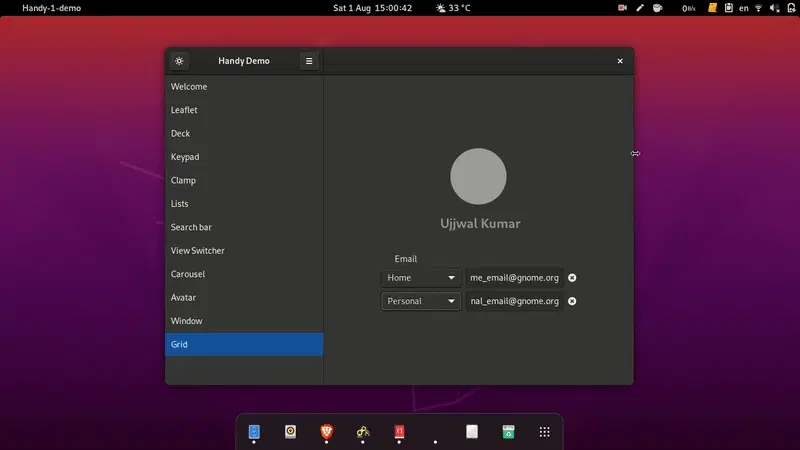 Handy-1-demo
Sat 1 Aug 15:00:42
33 °C
0 B/s
en
Handy Demo
Welcome
Leaflet
Deck
Keypad
Clamp
Lists
Search bar
View Switcher
Carousel
Avatar
Window
Grid
Ujjwal Kumar
Email
Home
me_email@gnome.org
Personal
nal_email@gnome.org